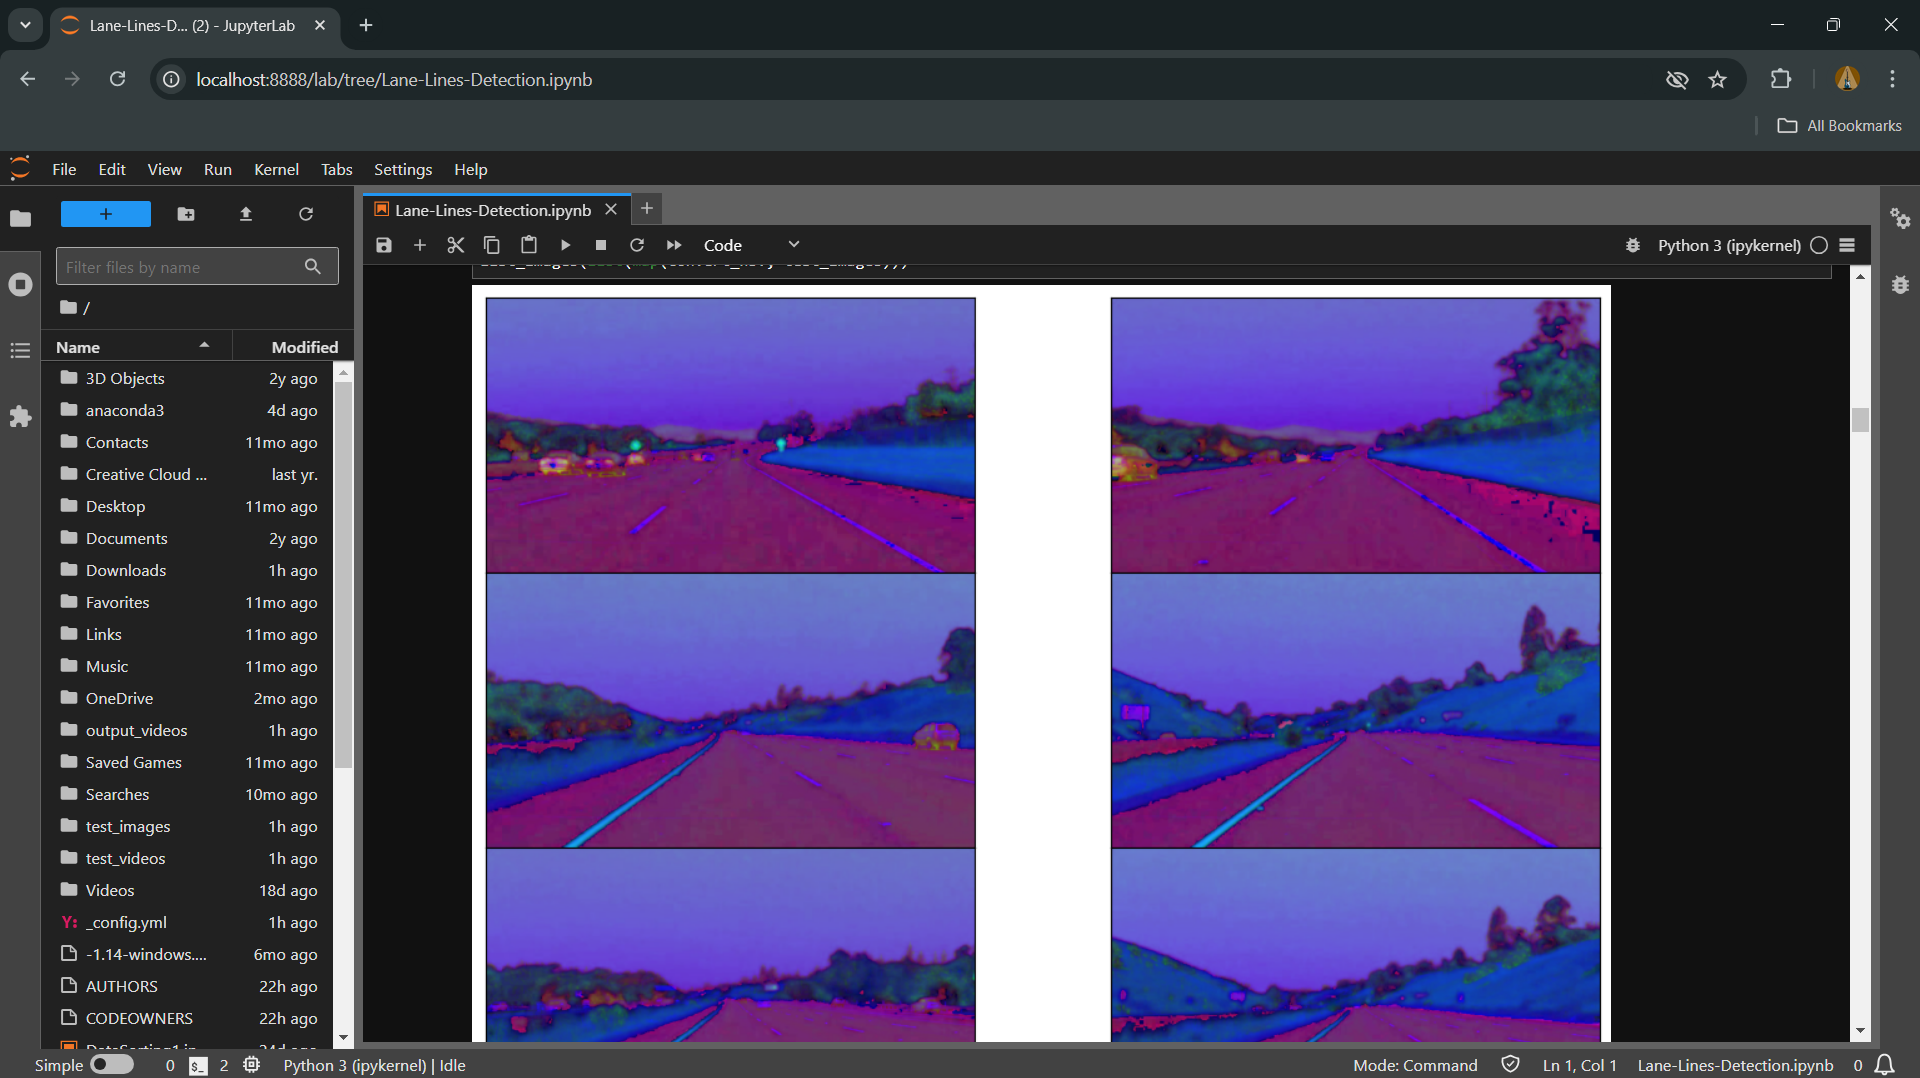 Lane-Lines-D... (2) - JupyterLab
localhost:8888/lab/tree/Lane-Lines-Detection.ipynb
All Bookmarks
File Edit View Run Kernel Tabs Settings Help
Lane-Lines-Detection.ipynb
Code
Python 3 (ipykernel)
Filter files by name
/
Name Modified
3D Objects 2y ago
anaconda3 4d ago
Contacts 11mo ago
Creative Cloud ... last yr.
Desktop 11mo ago
Documents 2y ago
Downloads 1h ago
Favorites 11mo ago
Links 11mo ago
Music 11mo ago
OneDrive 2mo ago
output_videos 1h ago
Saved Games 11mo ago
Searches 10mo ago
test_images 1h ago
test_videos 1h ago
Videos 18d ago
Y: _config.yml 1h ago
-1.14-windows.... 6mo ago
AUTHORS 22h ago
CODEOWNERS 22h ago
Simple 0 $_ 2 Python 3 (ipykernel) | Idle Mode: Command Ln 1, Col 1 Lane-Lines-Detection.ipynb 0